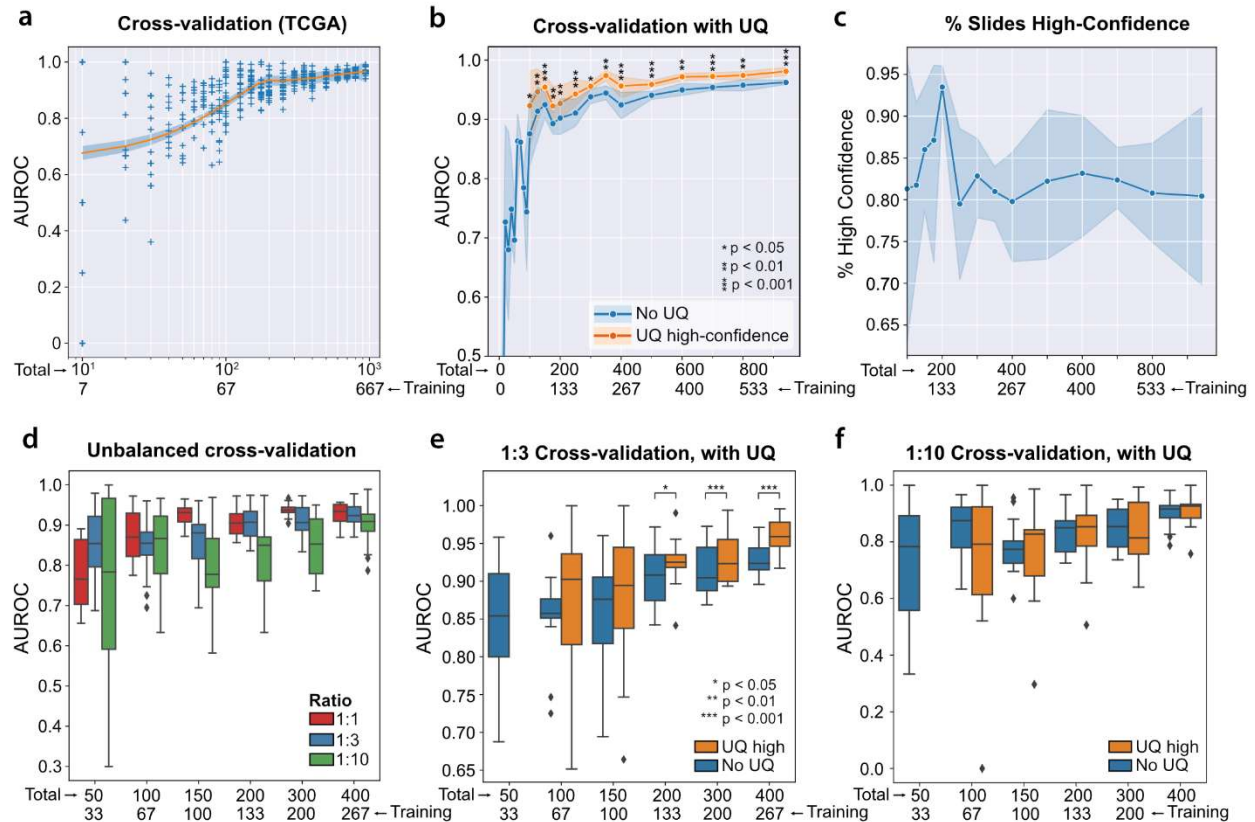 a
Cross-validation (TCGA)
AUROC
1.0
0.8
0.6
0.4
0.2
0
Total → 10¹ 10² 10³
7 67 667 ←Training
b
Cross-validation with UQ
AUROC
1.0
0.9
0.8
0.7
0.6
0.5
* p < 0.05
** p < 0.01
*** p < 0.001
No UQ
UQ high-confidence
Total → 0 200 400 600 800
0 133 267 400 533 ←Training
c
% Slides High-Confidence
% High Confidence
0.95
0.90
0.85
0.80
0.75
0.70
0.65
Total → 200 400 600 800
133 267 400 533 ←Training
d
Unbalanced cross-validation
AUROC
1.0
0.9
0.8
0.7
0.6
0.5
0.4
0.3
Ratio
1:1
1:3
1:10
Total → 50 100 150 200 300 400
33 67 100 133 200 267 ←Training
e
1:3 Cross-validation, with UQ
AUROC
1.00
0.95
0.90
0.85
0.80
0.75
0.70
0.65
* *** ***
* p < 0.05
** p < 0.01
*** p < 0.001
UQ high
No UQ
Total → 50 100 150 200 300 400
33 67 100 133 200 267 ←Training
f
1:10 Cross-validation, with UQ
AUROC
1.0
0.8
0.6
0.4
0.2
0.0
UQ high
No UQ
Total → 50 100 150 200 300 400
33 67 100 133 200 267 ←Training